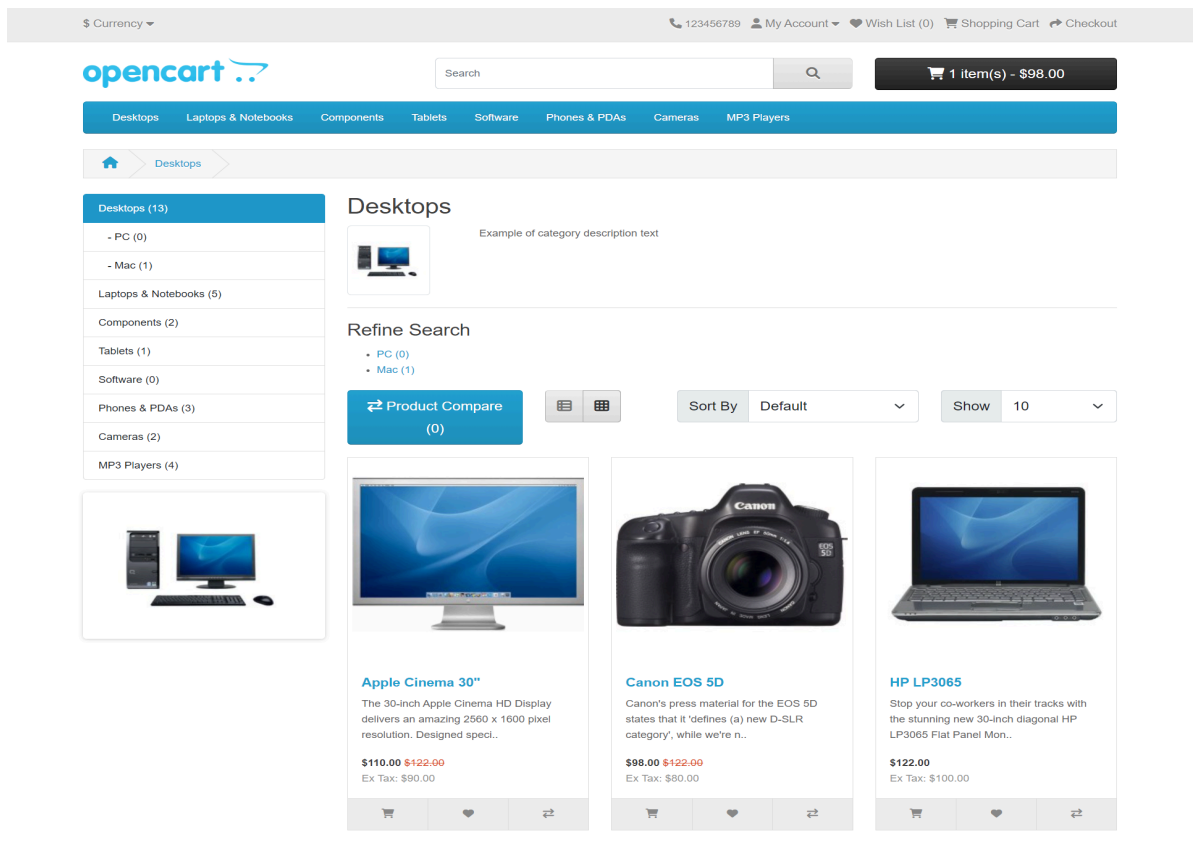 $ Currency
123456789 My Account Wish List (0) Shopping Cart Checkout
opencart
Search
1 item(s) - $98.00
Desktops Laptops & Notebooks Components Tablets Software Phones & PDAs Cameras MP3 Players
Desktops
Desktops (13)
- PC (0)
- Mac (1)
Laptops & Notebooks (5)
Components (2)
Tablets (1)
Software (0)
Phones & PDAs (3)
Cameras (2)
MP3 Players (4)
Desktops
Example of category description text
Refine Search
PC (0)
Mac (1)
Product Compare
(0)
Sort By Default
Show 10
Canon
EOS
5D
Apple Cinema 30"
The 30-inch Apple Cinema HD Display
delivers an amazing 2560 x 1600 pixel
resolution. Designed speci..
$110.00 $122.00
Ex Tax: $90.00
Canon EOS 5D
Canon's press material for the EOS 5D
states that it 'defines (a) new D-SLR
category', while we're n..
$98.00 $122.00
Ex Tax: $80.00
HP LP3065
Stop your co-workers in their tracks with
the stunning new 30-inch diagonal HP
LP3065 Flat Panel Mon..
$122.00
Ex Tax: $100.00